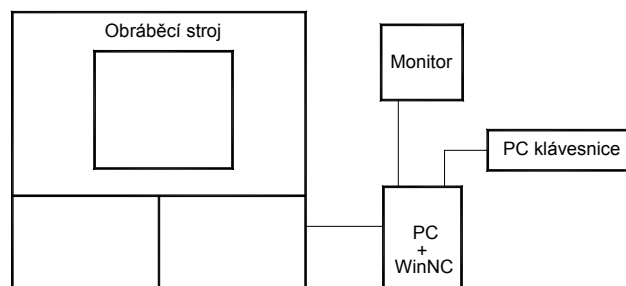 Obráběcí stroj
Monitor
PC klávesnice
PC
+
WinNC